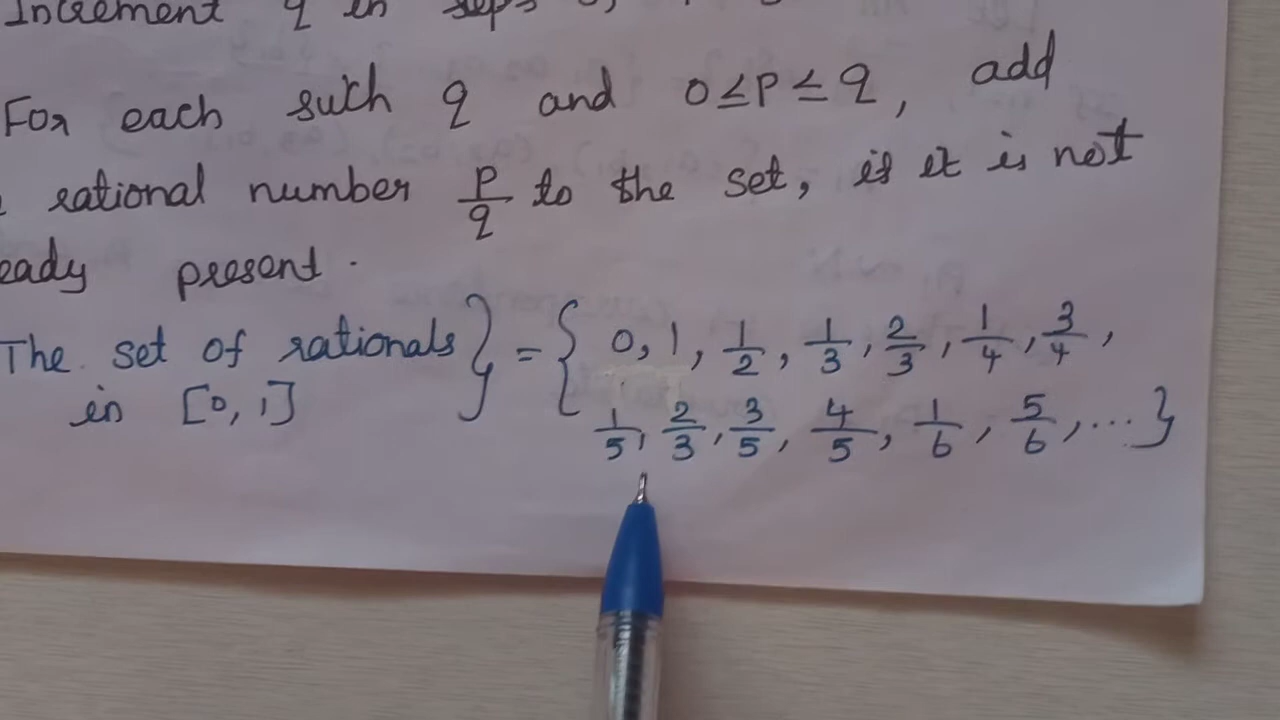 Increment q in
For each such q and 0 ≤ P ≤ q, add
rational number P/q to the set, if it is not
eady present.
The set of rationals } = { 0, 1, 1/2, 1/3, 2/3, 1/4, 3/4,
in [0, 1] 1/5, 2/3, 3/5, 4/5, 1/6, 5/6, ... }